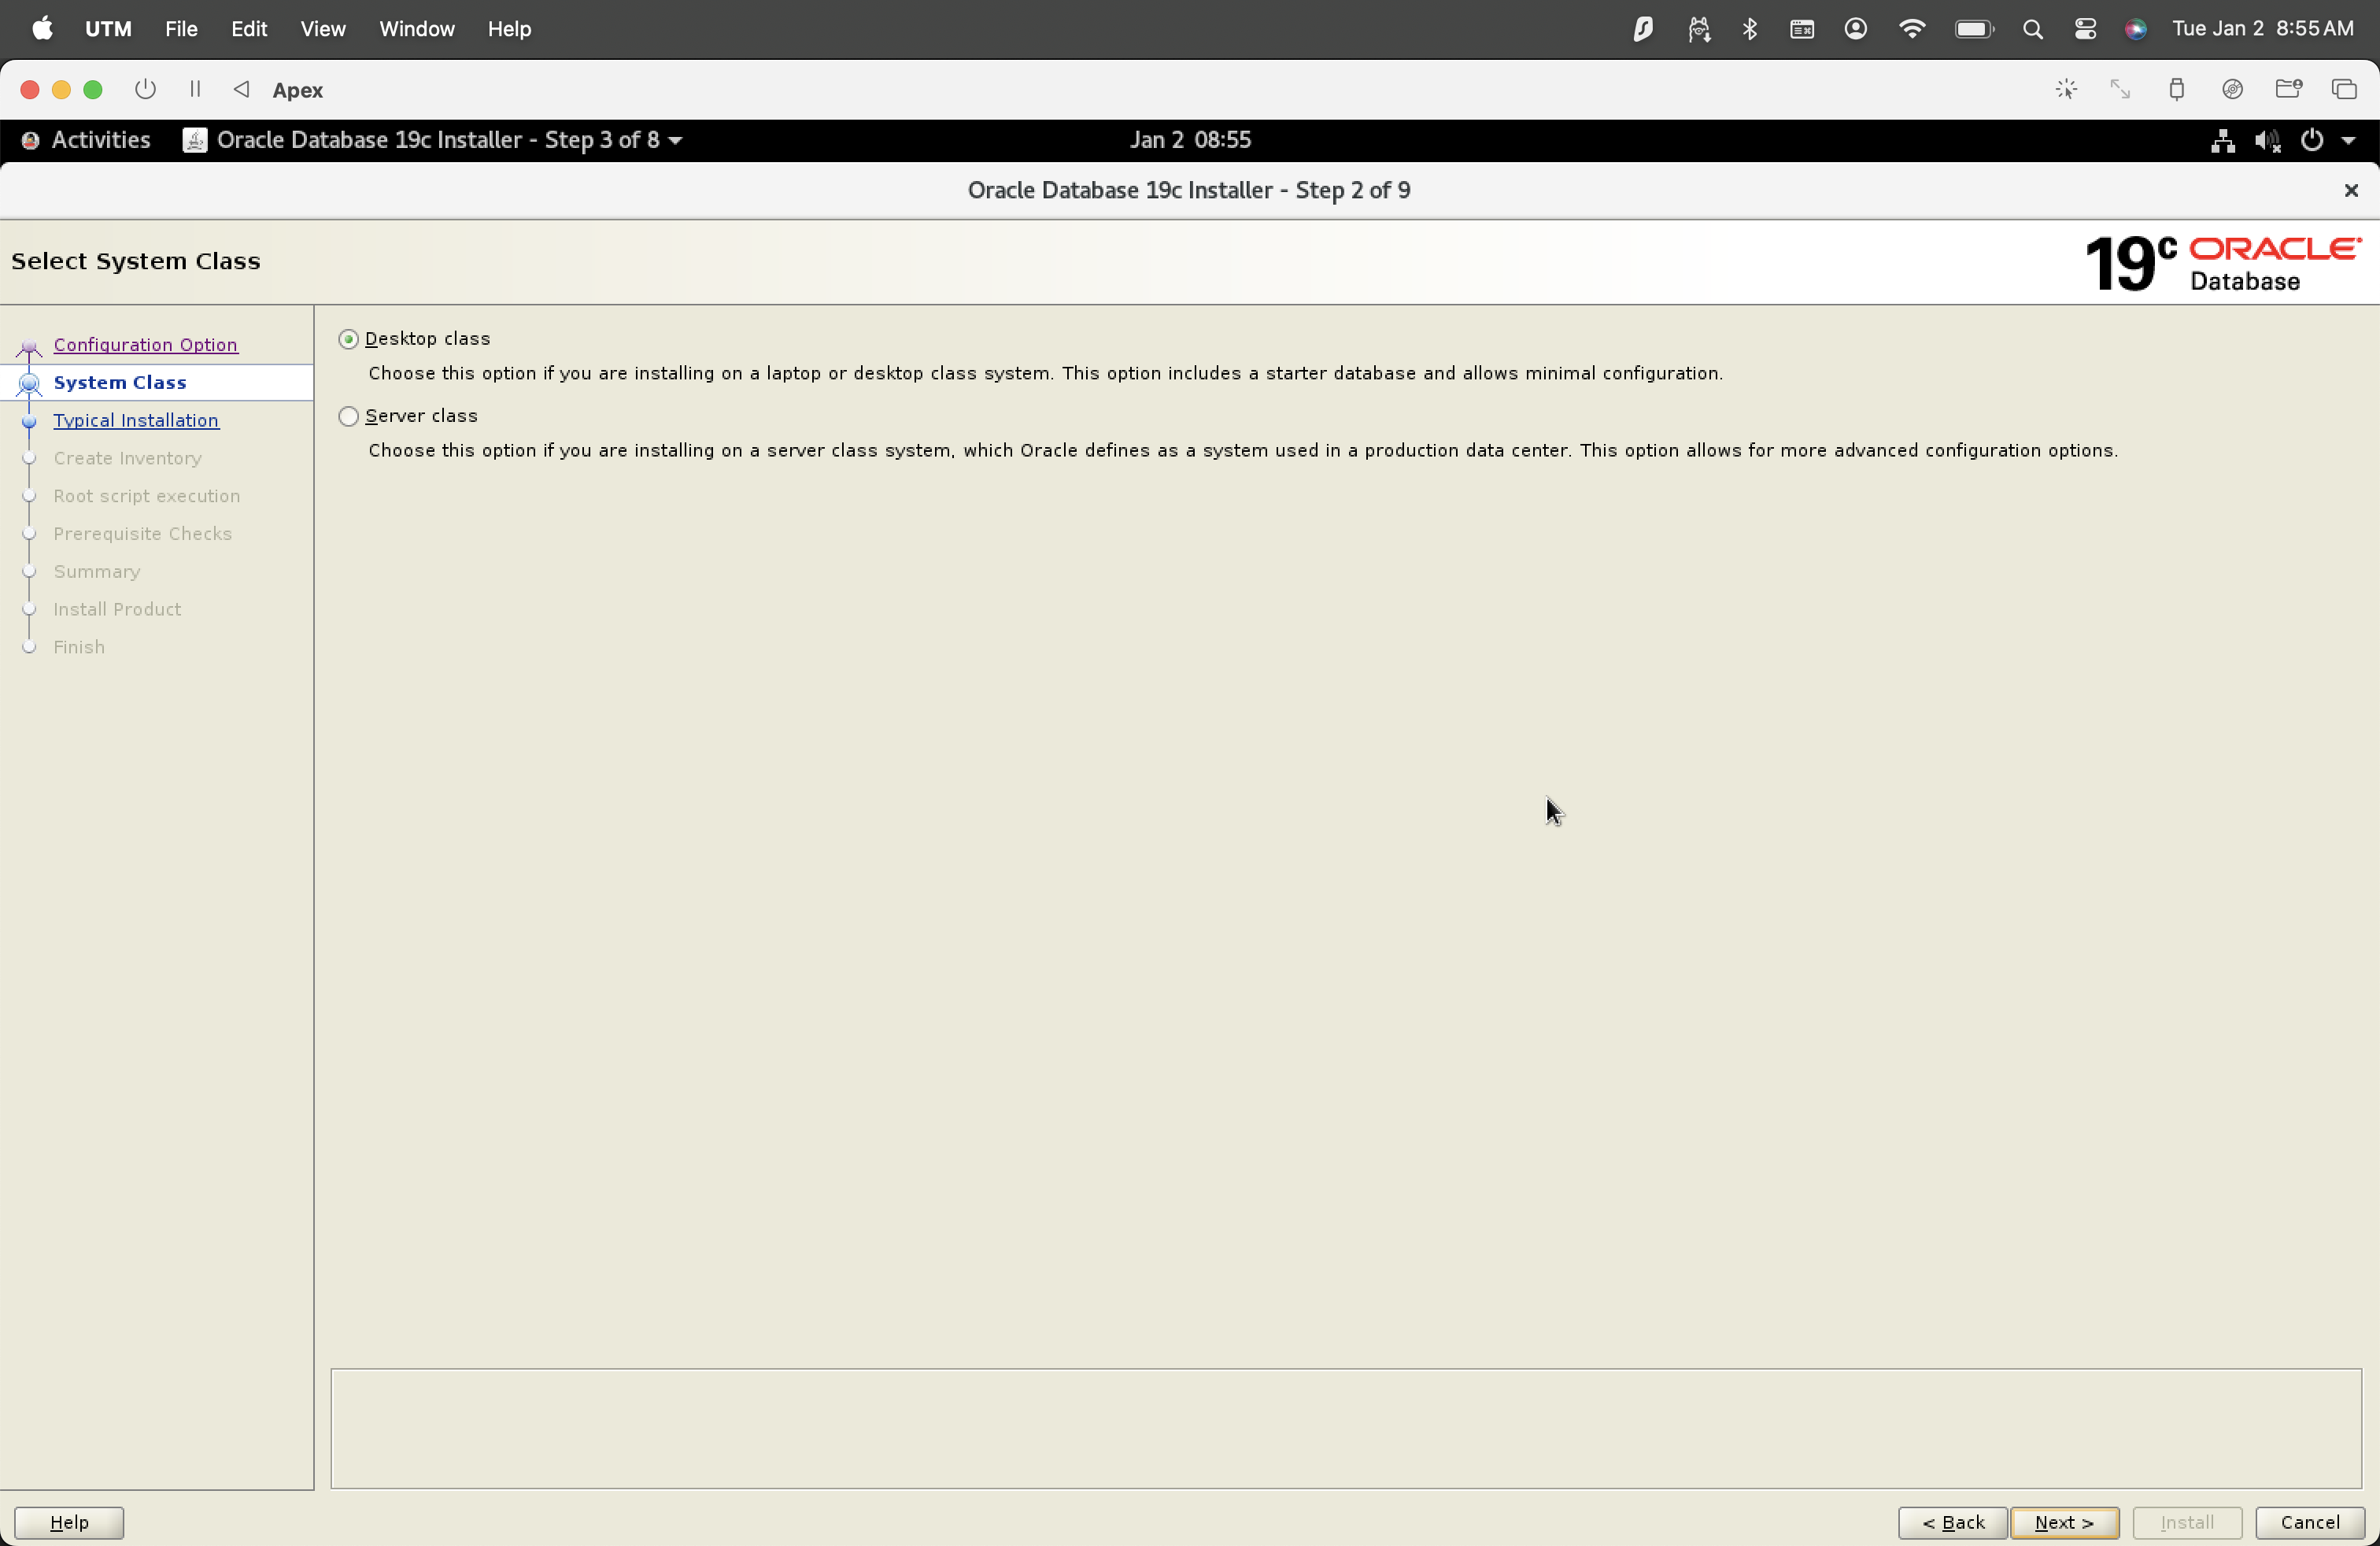 UTM File Edit View Window Help Tue Jan 2 8:55 AM
Apex
Activities Oracle Database 19c Installer - Step 3 of 8 Jan 2 08:55
Oracle Database 19c Installer - Step 2 of 9
Select System Class
19c ORACLE
Database
Configuration Option
System Class
Typical Installation
Create Inventory
Root script execution
Prerequisite Checks
Summary
Install Product
Finish
Desktop class
Choose this option if you are installing on a laptop or desktop class system. This option includes a starter database and allows minimal configuration.
Server class
Choose this option if you are installing on a server class system, which Oracle defines as a system used in a production data center. This option allows for more advanced configuration options.
Help < Back Next > Install Cancel